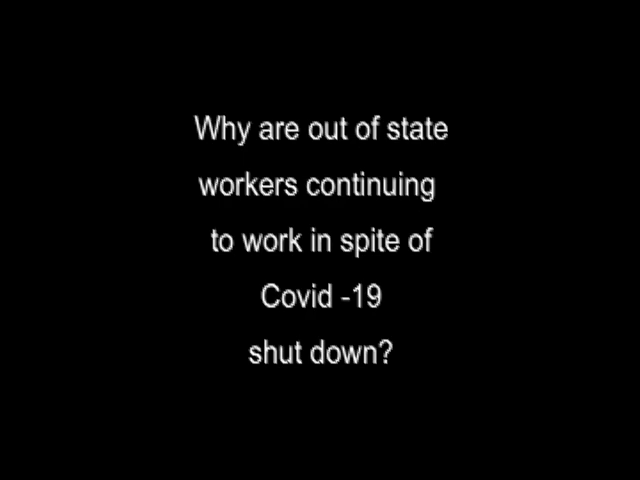 Why are out of state
workers continuing
to work in spite of
Covid -19
shut down?